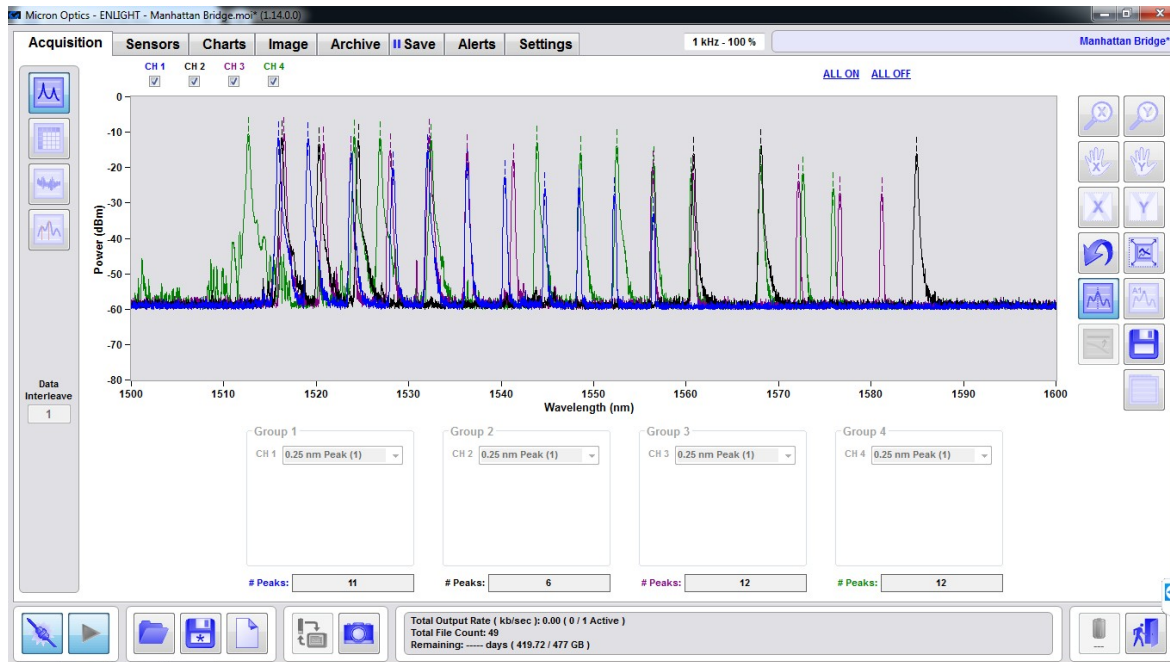 Micron Optics - ENLIGHT - Manhattan Bridge.moi* (1.14.0.0)
Acquisition Sensors Charts Image Archive Save Alerts Settings 1 kHz - 100 % Manhattan Bridge*
CH 1 CH 2 CH 3 CH 4
ALL ON ALL OFF
Power (dBm)
0
-10
-20
-30
-40
-50
-60
-70
-80
1500 1510 1520 1530 1540 1550 1560 1570 1580 1590 1600
Wavelength (nm)
X Y
X Y
X Y
A1
Data
Interleave
1
Group 1 Group 2 Group 3 Group 4
CH 1 0.25 nm Peak (1) CH 2 0.25 nm Peak (1) CH 3 0.25 nm Peak (1) CH 4 0.25 nm Peak (1)
# Peaks: 11 # Peaks: 6 # Peaks: 12 # Peaks: 12
Total Output Rate ( kb/sec ): 0.00 ( 0 / 1 Active )
Total File Count: 49
Remaining: ----- days ( 419.72 / 477 GB )
----